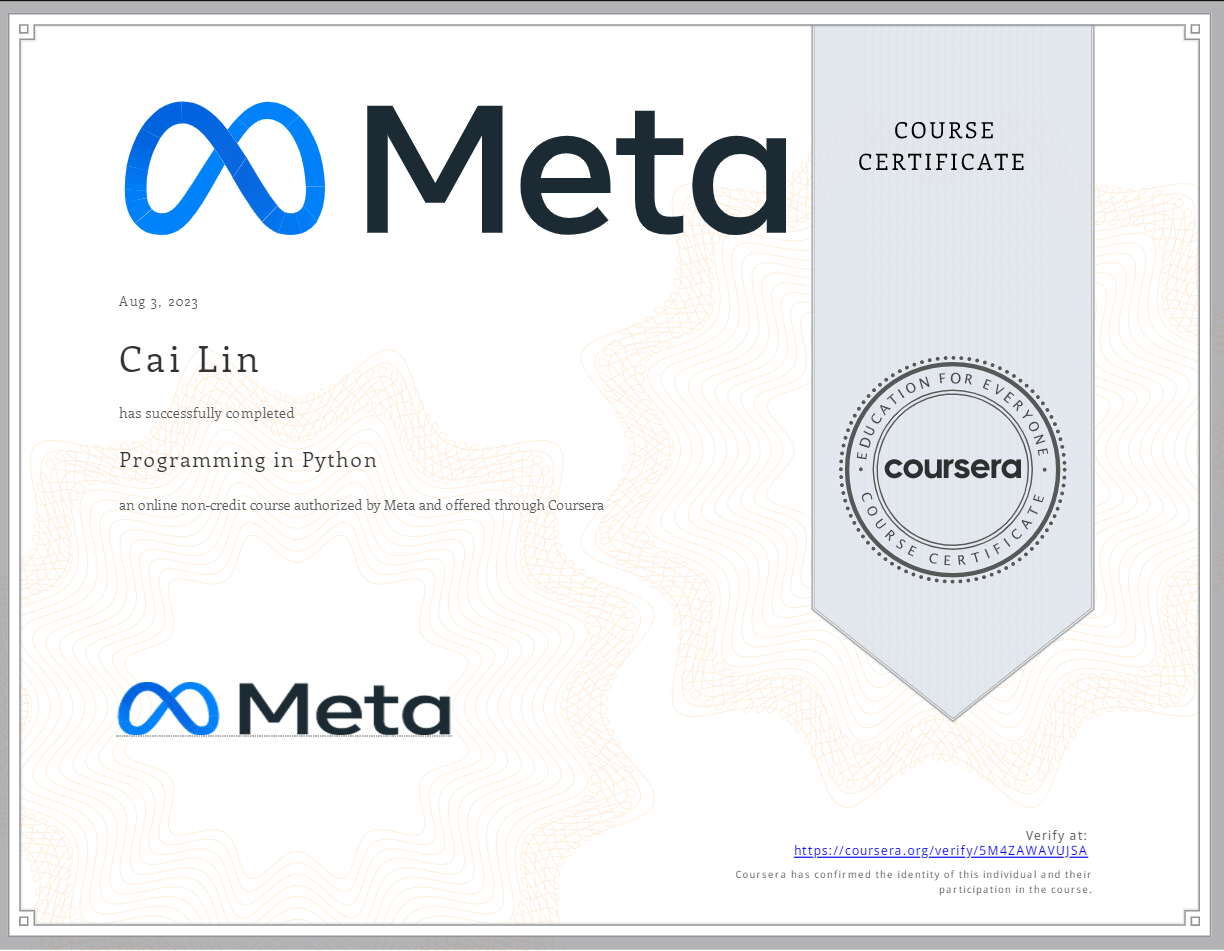 Meta
COURSE
CERTIFICATE
Aug 3, 2023
Cai Lin
has successfully completed
Programming in Python
an online non-credit course authorized by Meta and offered through Coursera
EDUCATION FOR EVERYONE
coursera
COURSE CERTIFICATE
Meta
Verify at:
https://coursera.org/verify/5M4ZAWAVUJSA
Coursera has confirmed the identity of this individual and their
participation in the course.